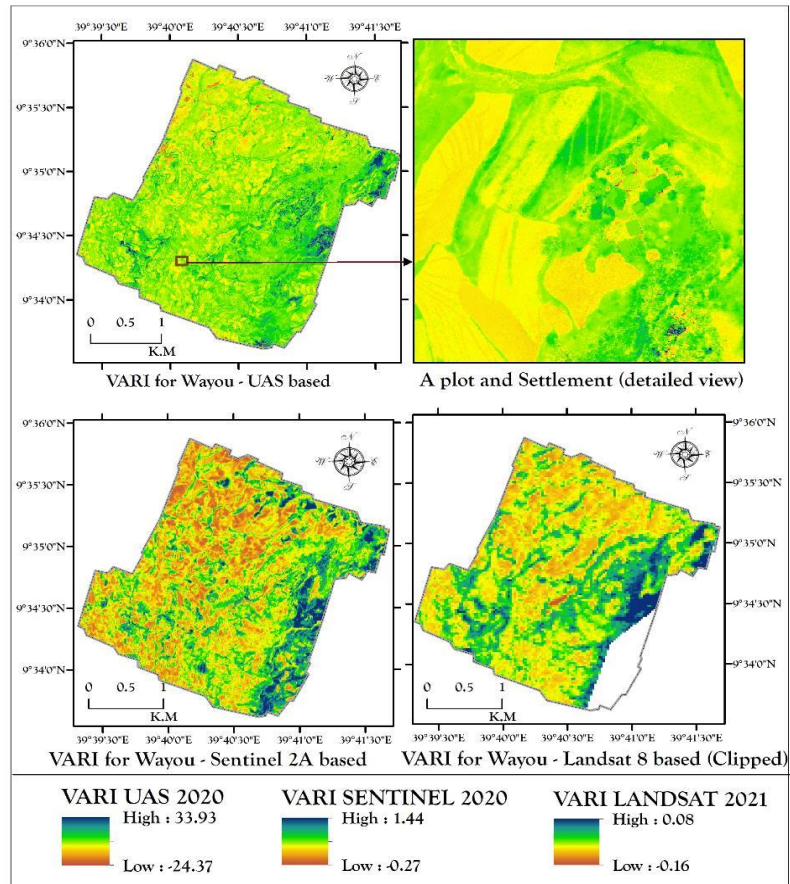 39°39'30"E 39°40'0"E 39°40'30"E 39°41'0"E 39°41'30"E
9°36'0"N
9°35'30"N
9°35'0"N
9°34'30"N
9°34'0"N
N
W E
S
0 0.5 1
K.M
VARI for Wayou - UAS based
A plot and Settlement (detailed view)
9°36'0"N
9°35'30"N
9°35'0"N
9°34'30"N
9°34'0"N
N
W E
S
0 0.5 1
K.M
39°39'30"E 39°40'0"E 39°40'30"E 39°41'0"E 39°41'30"E
VARI for Wayou - Sentinel 2A based
N
W E
S
9°36'0"N
9°35'30"N
9°35'0"N
9°34'30"N
9°34'0"N
0 0.5 1
K.M
39°39'30"E 39°40'0"E 39°40'30"E 39°41'0"E 39°41'30"E
VARI for Wayou - Landsat 8 based (Clipped)
VARI UAS 2020
High : 33.93
Low : -24.37
VARI SENTINEL 2020
High : 1.44
Low : -0.27
VARI LANDSAT 2021
High : 0.08
Low : -0.16